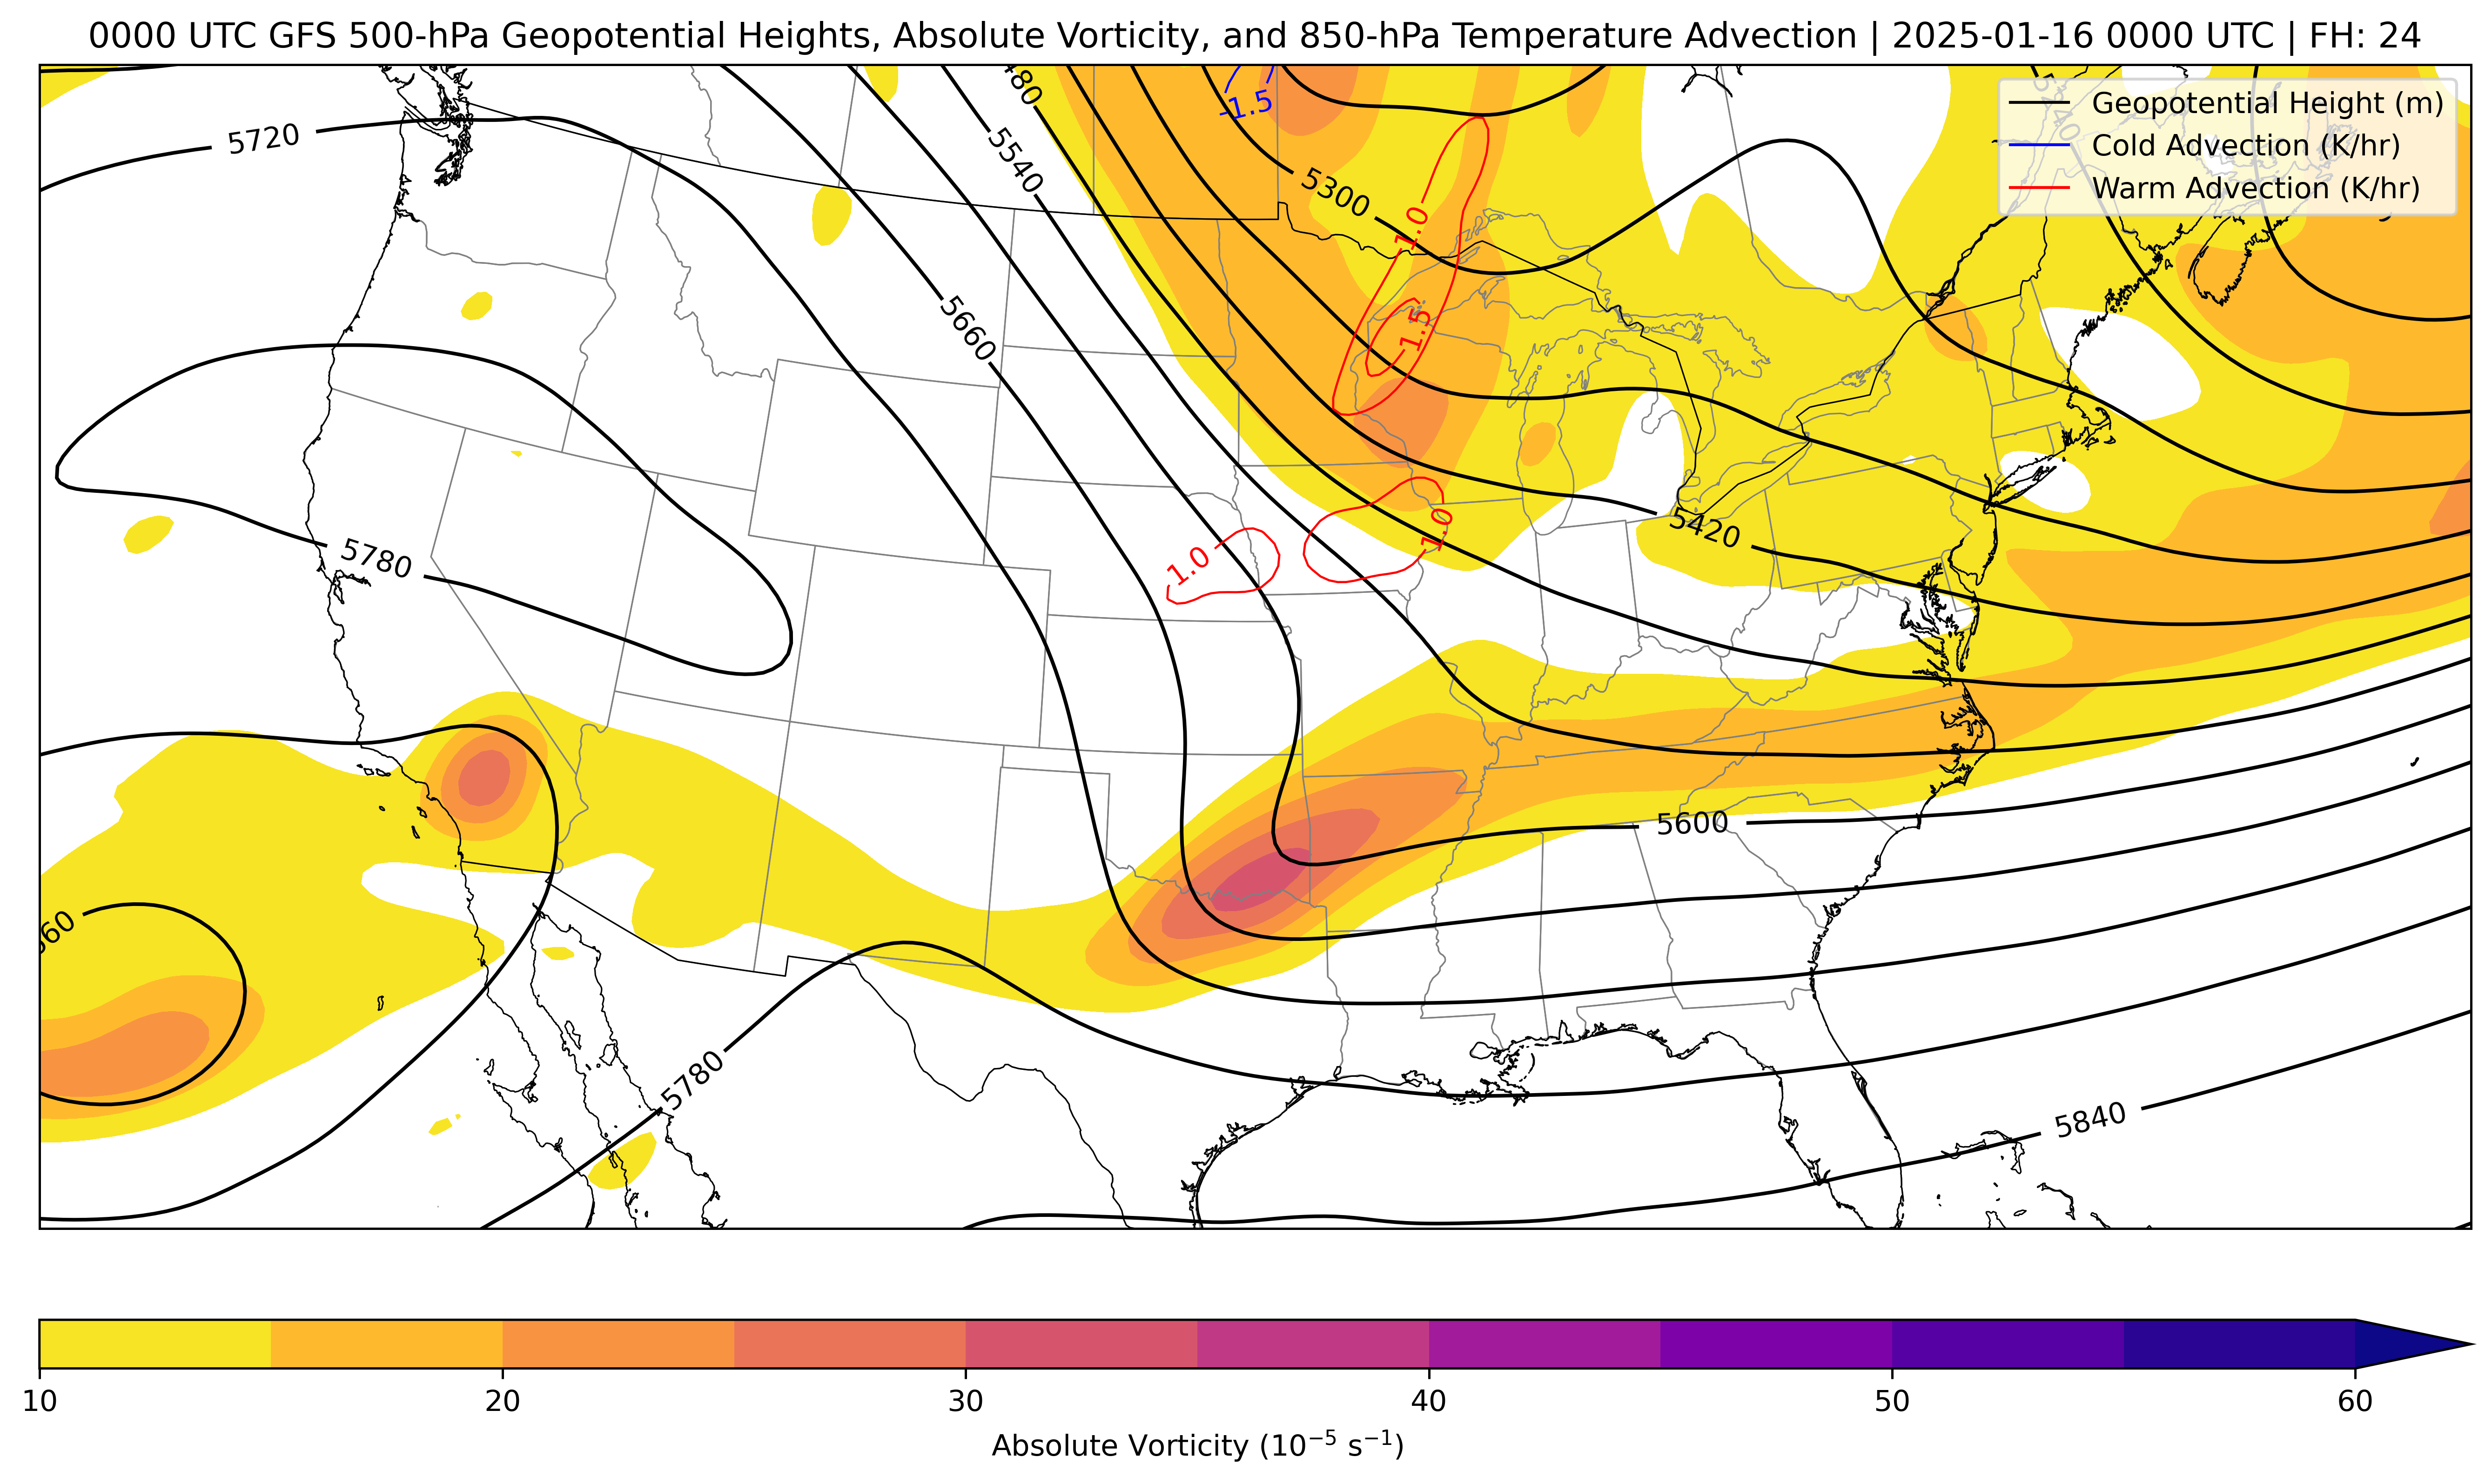 0000 UTC GFS 500-hPa Geopotential Heights, Absolute Vorticity, and 850-hPa Temperature Advection | 2025-01-16 0000 UTC | FH: 24
Geopotential Height (m)
Cold Advection (K/hr)
Warm Advection (K/hr)
-1.5
5720
5540
5300
1.0
5660
1.5
5420
1.0
1.0
5780
5600
5780
5840
10 20 30 40 50 60
Absolute Vorticity (10⁻⁵ s⁻¹)